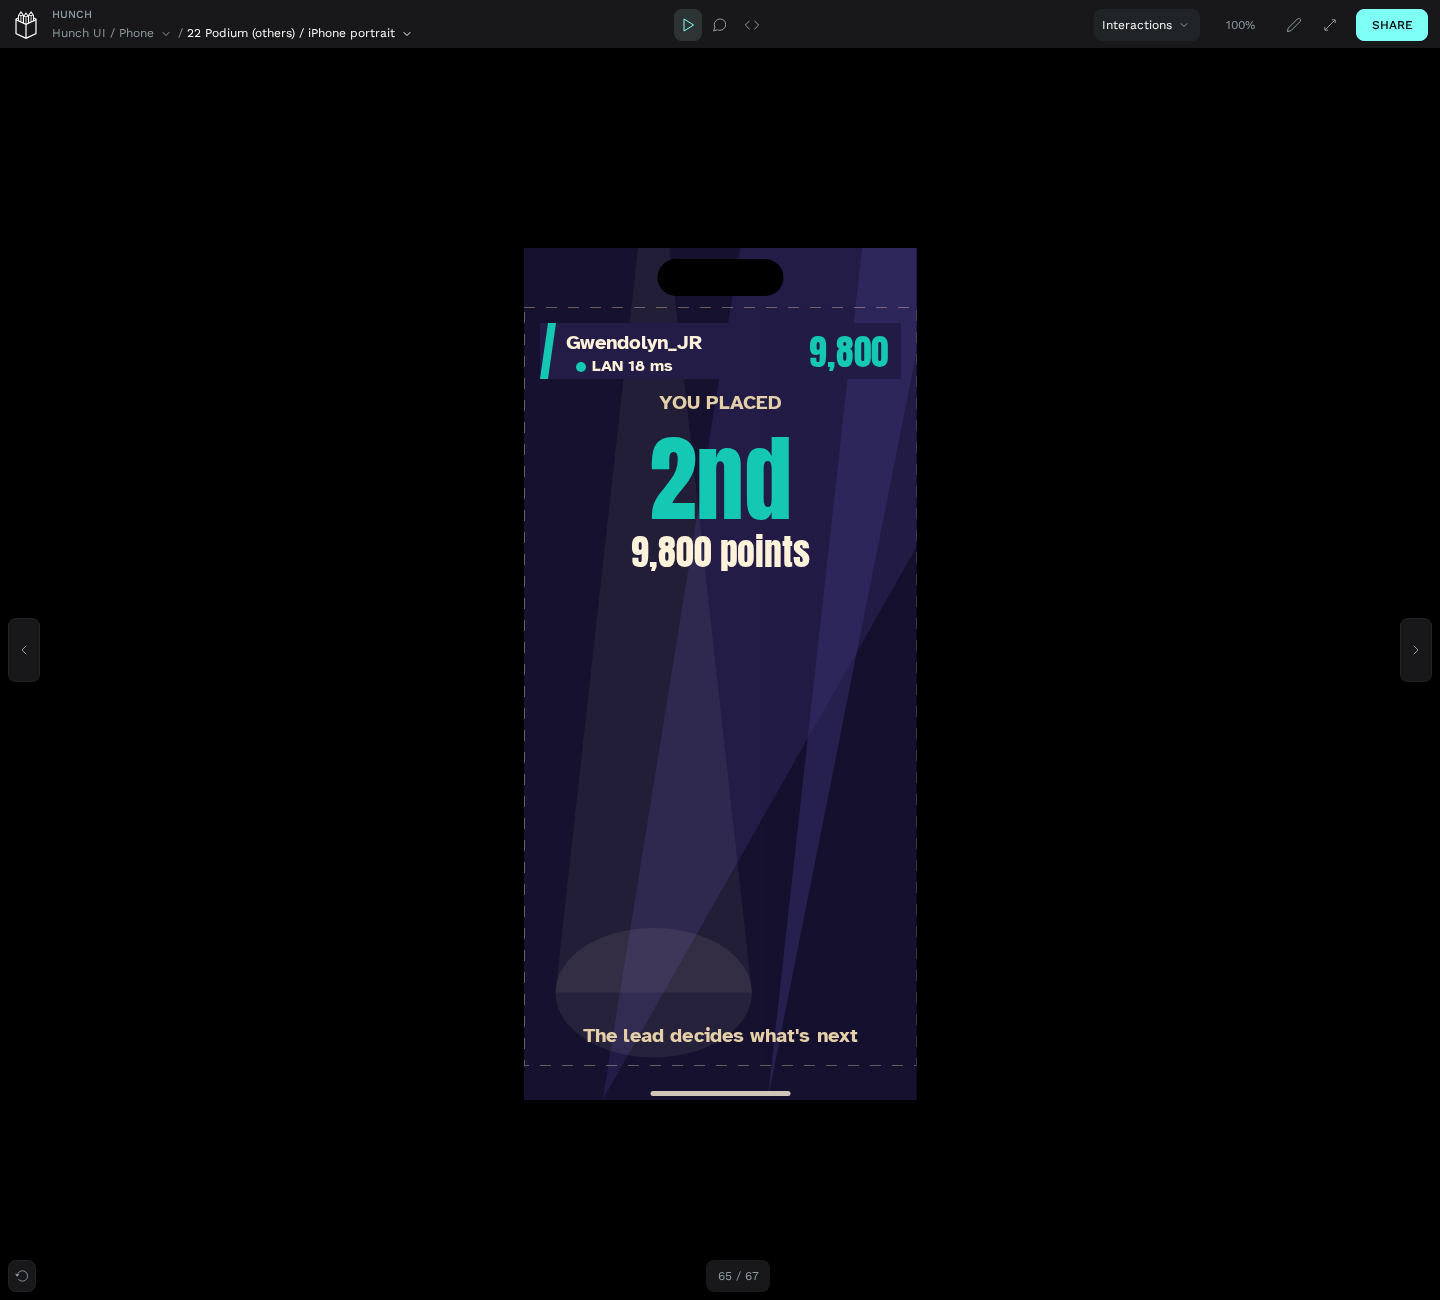 HUNCH
Hunch UI / Phone / 22 Podium (others) / iPhone portrait
Interactions
100%
SHARE
Gwendolyn_JR
9,800
LAN 18 ms
YOU PLACED
2nd
9,800 points
The lead decides what's next
65 / 67